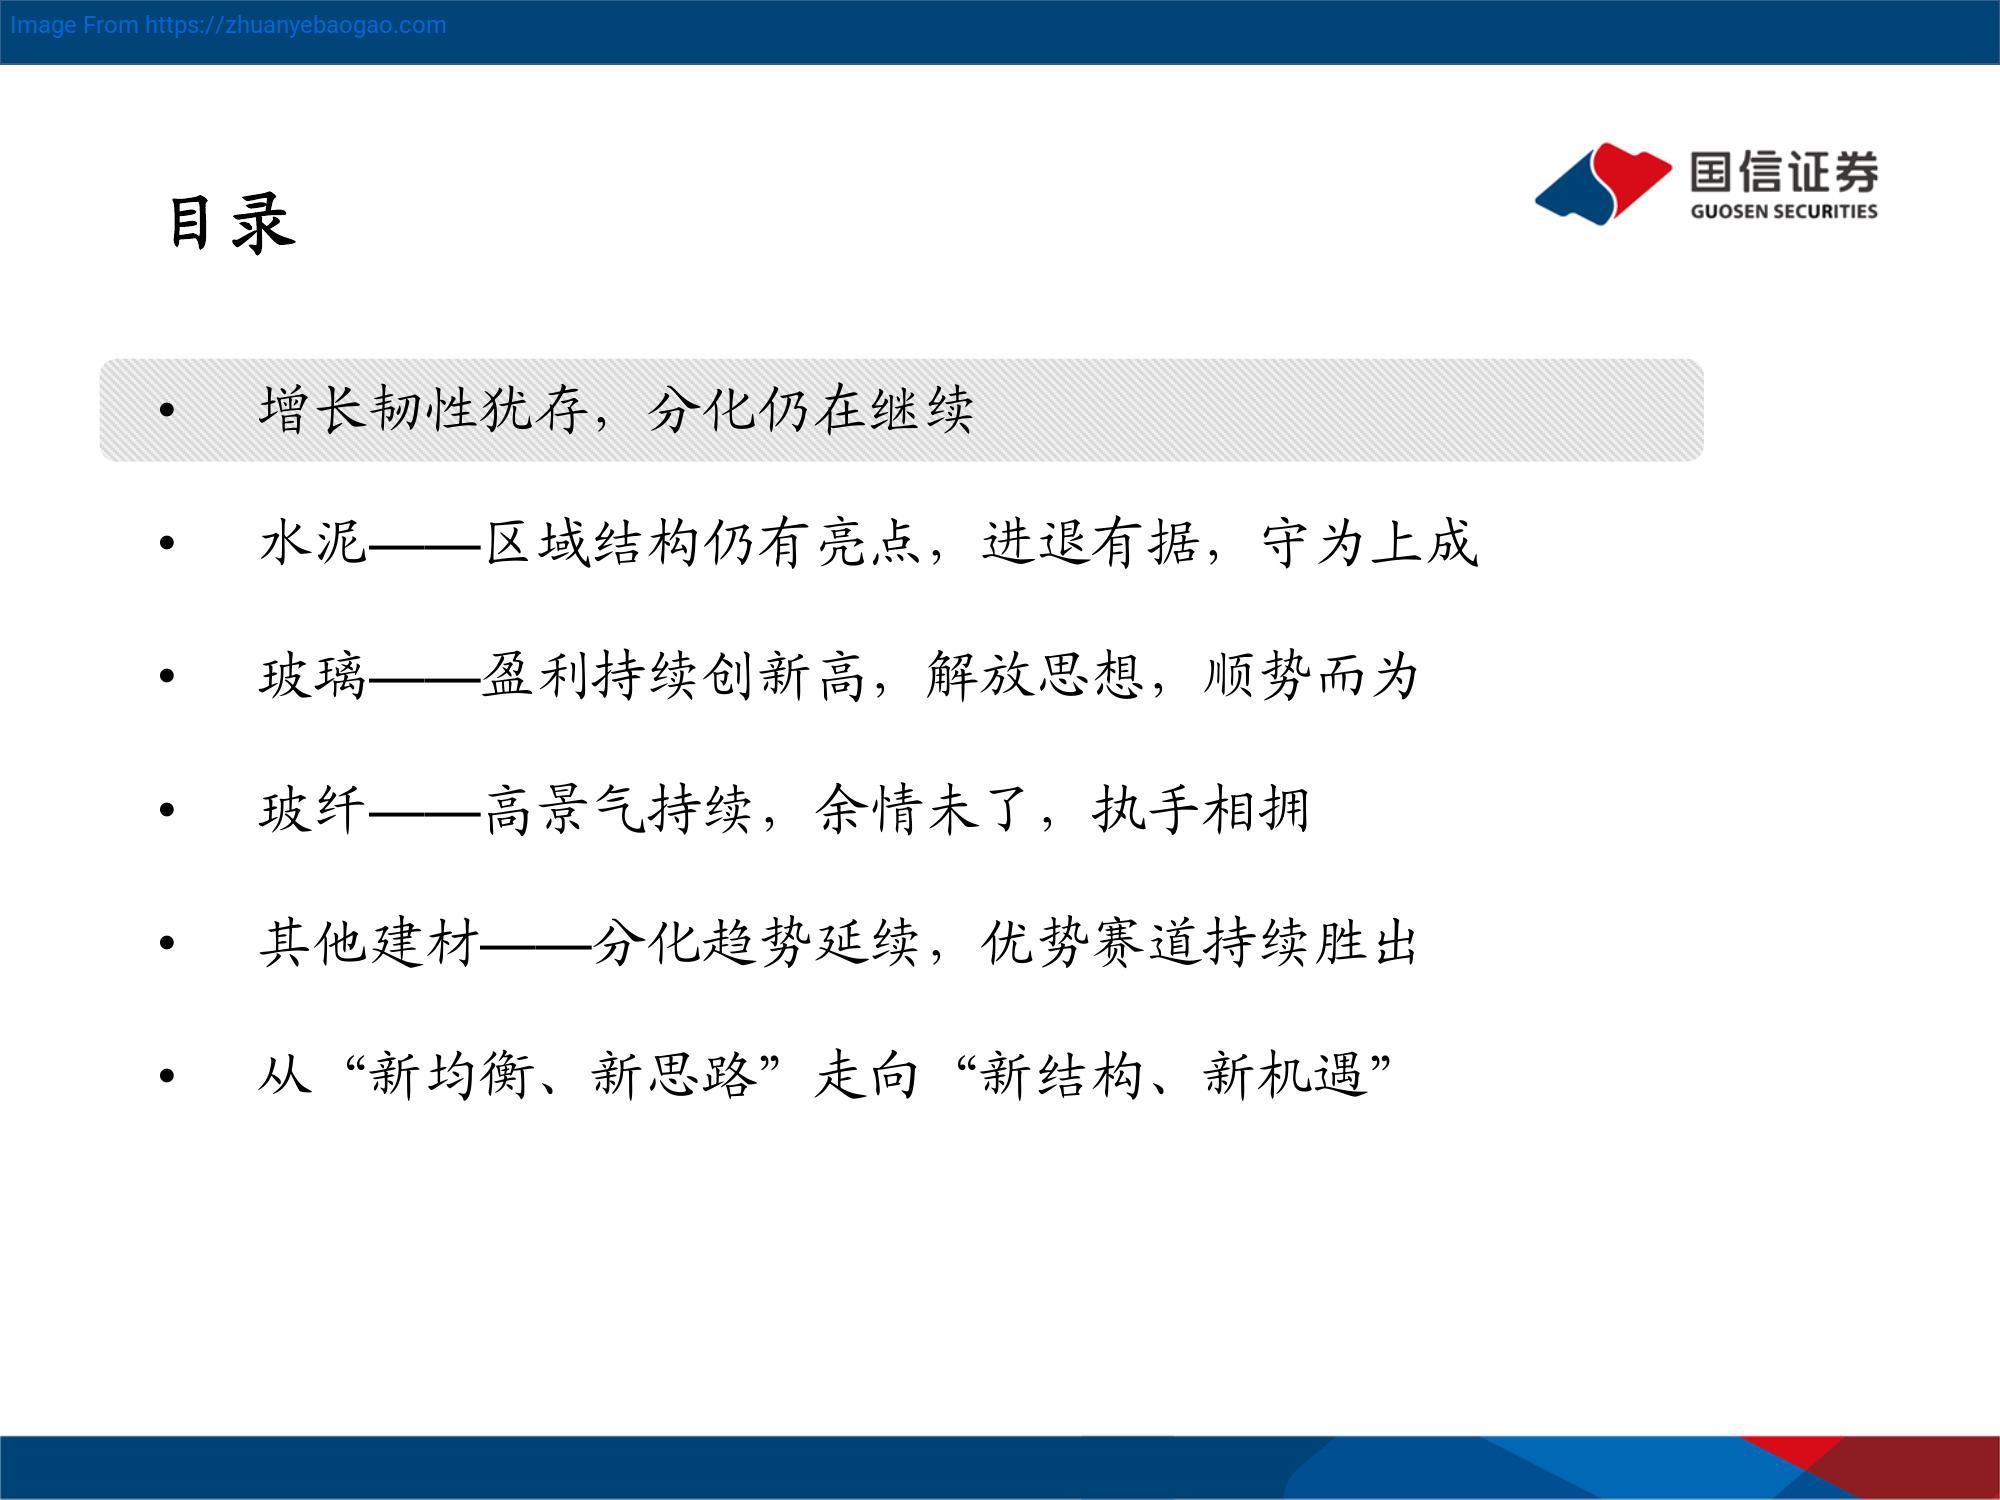 Image From https://zhuanyebaogao.com
国信证券
GUOSEN SECURITIES
目录
• 增长韧性犹存，分化仍在继续
• 水泥——区域结构仍有亮点，进退有据，守为上成
• 玻璃——盈利持续创新高，解放思想，顺势而为
• 玻纤——高景气持续，余情未了，执手相拥
• 其他建材——分化趋势延续，优势赛道持续胜出
• 从“新均衡、新思路”走向“新结构、新机遇”